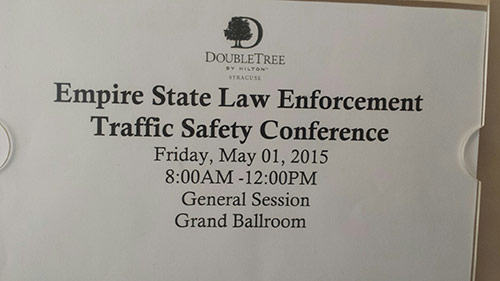 DOUBLETREE
BY HILTON™
SYRACUSE
Empire State Law Enforcement
Traffic Safety Conference
Friday, May 01, 2015
8:00AM -12:00PM
General Session
Grand Ballroom